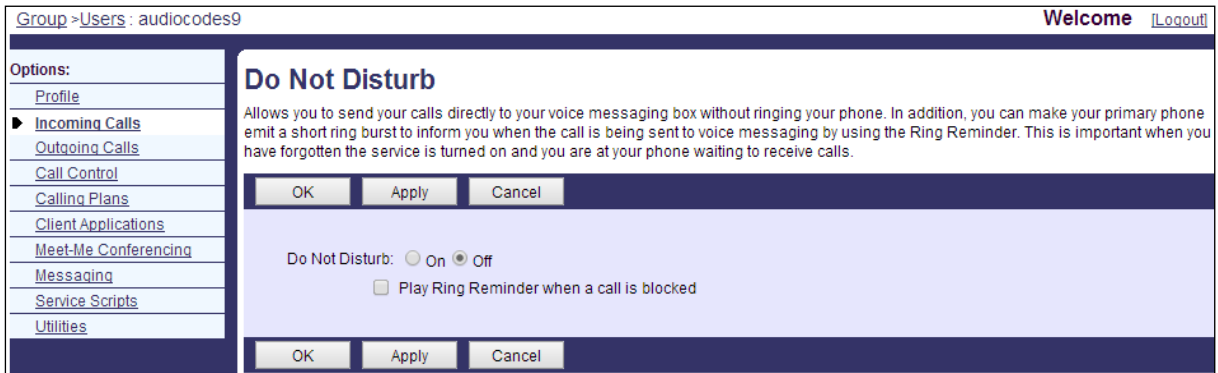 Group >Users : audiocodes9
Welcome [Logout]
Options:
Profile
Incoming Calls
Outgoing Calls
Call Control
Calling Plans
Client Applications
Meet-Me Conferencing
Messaging
Service Scripts
Utilities
Do Not Disturb
Allows you to send your calls directly to your voice messaging box without ringing your phone. In addition, you can make your primary phone
emit a short ring burst to inform you when the call is being sent to voice messaging by using the Ring Reminder. This is important when you
have forgotten the service is turned on and you are at your phone waiting to receive calls.
OK Apply Cancel
Do Not Disturb: On Off
Play Ring Reminder when a call is blocked
OK Apply Cancel